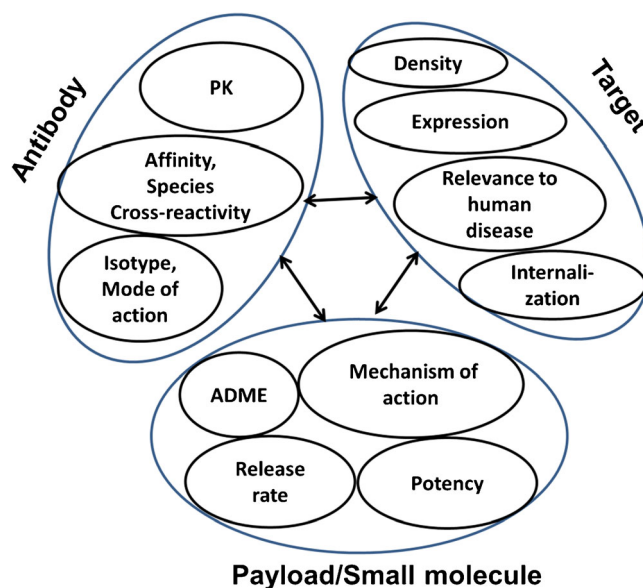 Antibody
PK
Affinity,
Species
Cross-reactivity
Isotype,
Mode of
action
Target
Density
Expression
Relevance to
human
disease
Internali-
zation
ADME
Mechanism of
action
Release
rate
Potency
Payload/Small molecule